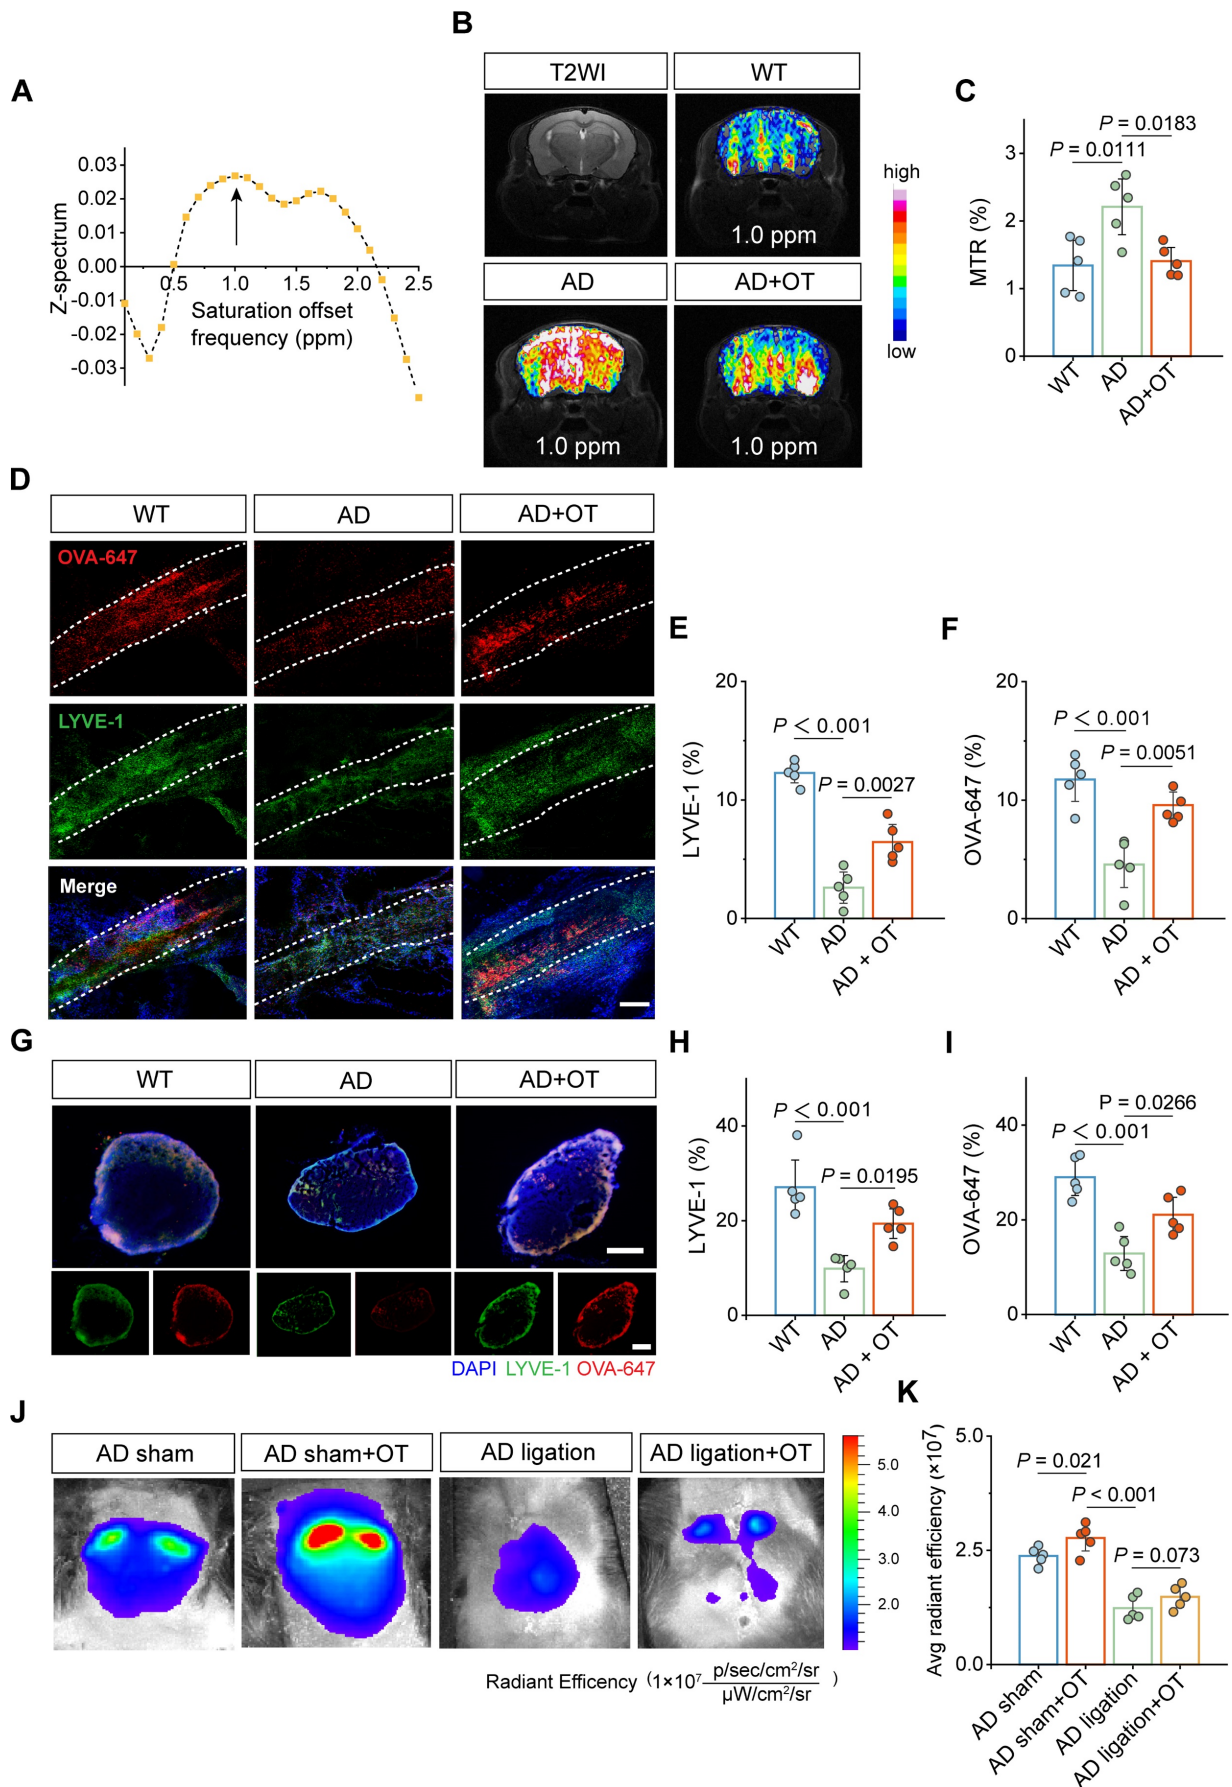 A
Z-spectrum
0.03
0.02
0.01
0.00
-0.01
-0.02
-0.03
0.5
1.0
1.5
2.0
2.5
Saturation offset
frequency (ppm)
B
T2WI
WT
1.0 ppm
AD
AD+OT
1.0 ppm
1.0 ppm
high
low
C
P = 0.0183
P = 0.0111
MTR (%)
3
2
1
0
WT
AD
AD+OT
D
WT
AD
AD+OT
OVA-647
LYVE-1
Merge
E
LYVE-1 (%)
20
10
0
P < 0.001
P = 0.0027
WT
AD
AD + OT
F
OVA-647 (%)
20
10
0
P < 0.001
P = 0.0051
WT
AD
AD + OT
G
WT
AD
AD+OT
DAPI LYVE-1 OVA-647
H
LYVE-1 (%)
40
20
0
P < 0.001
P = 0.0195
WT
AD
AD + OT
I
OVA-647 (%)
40
20
0
P = 0.0266
P < 0.001
WT
AD
AD + OT
J
AD sham
AD sham+OT
AD ligation
AD ligation+OT
5.0
4.0
3.0
2.0
Radiant Efficency (1×10⁷ p/sec/cm²/sr
µW/cm²/sr )
K
Avg radiant efficiency (×10⁷)
5.0
2.5
0.0
P = 0.021
P < 0.001
P = 0.073
AD sham
AD sham+OT
AD ligation
AD ligation+OT